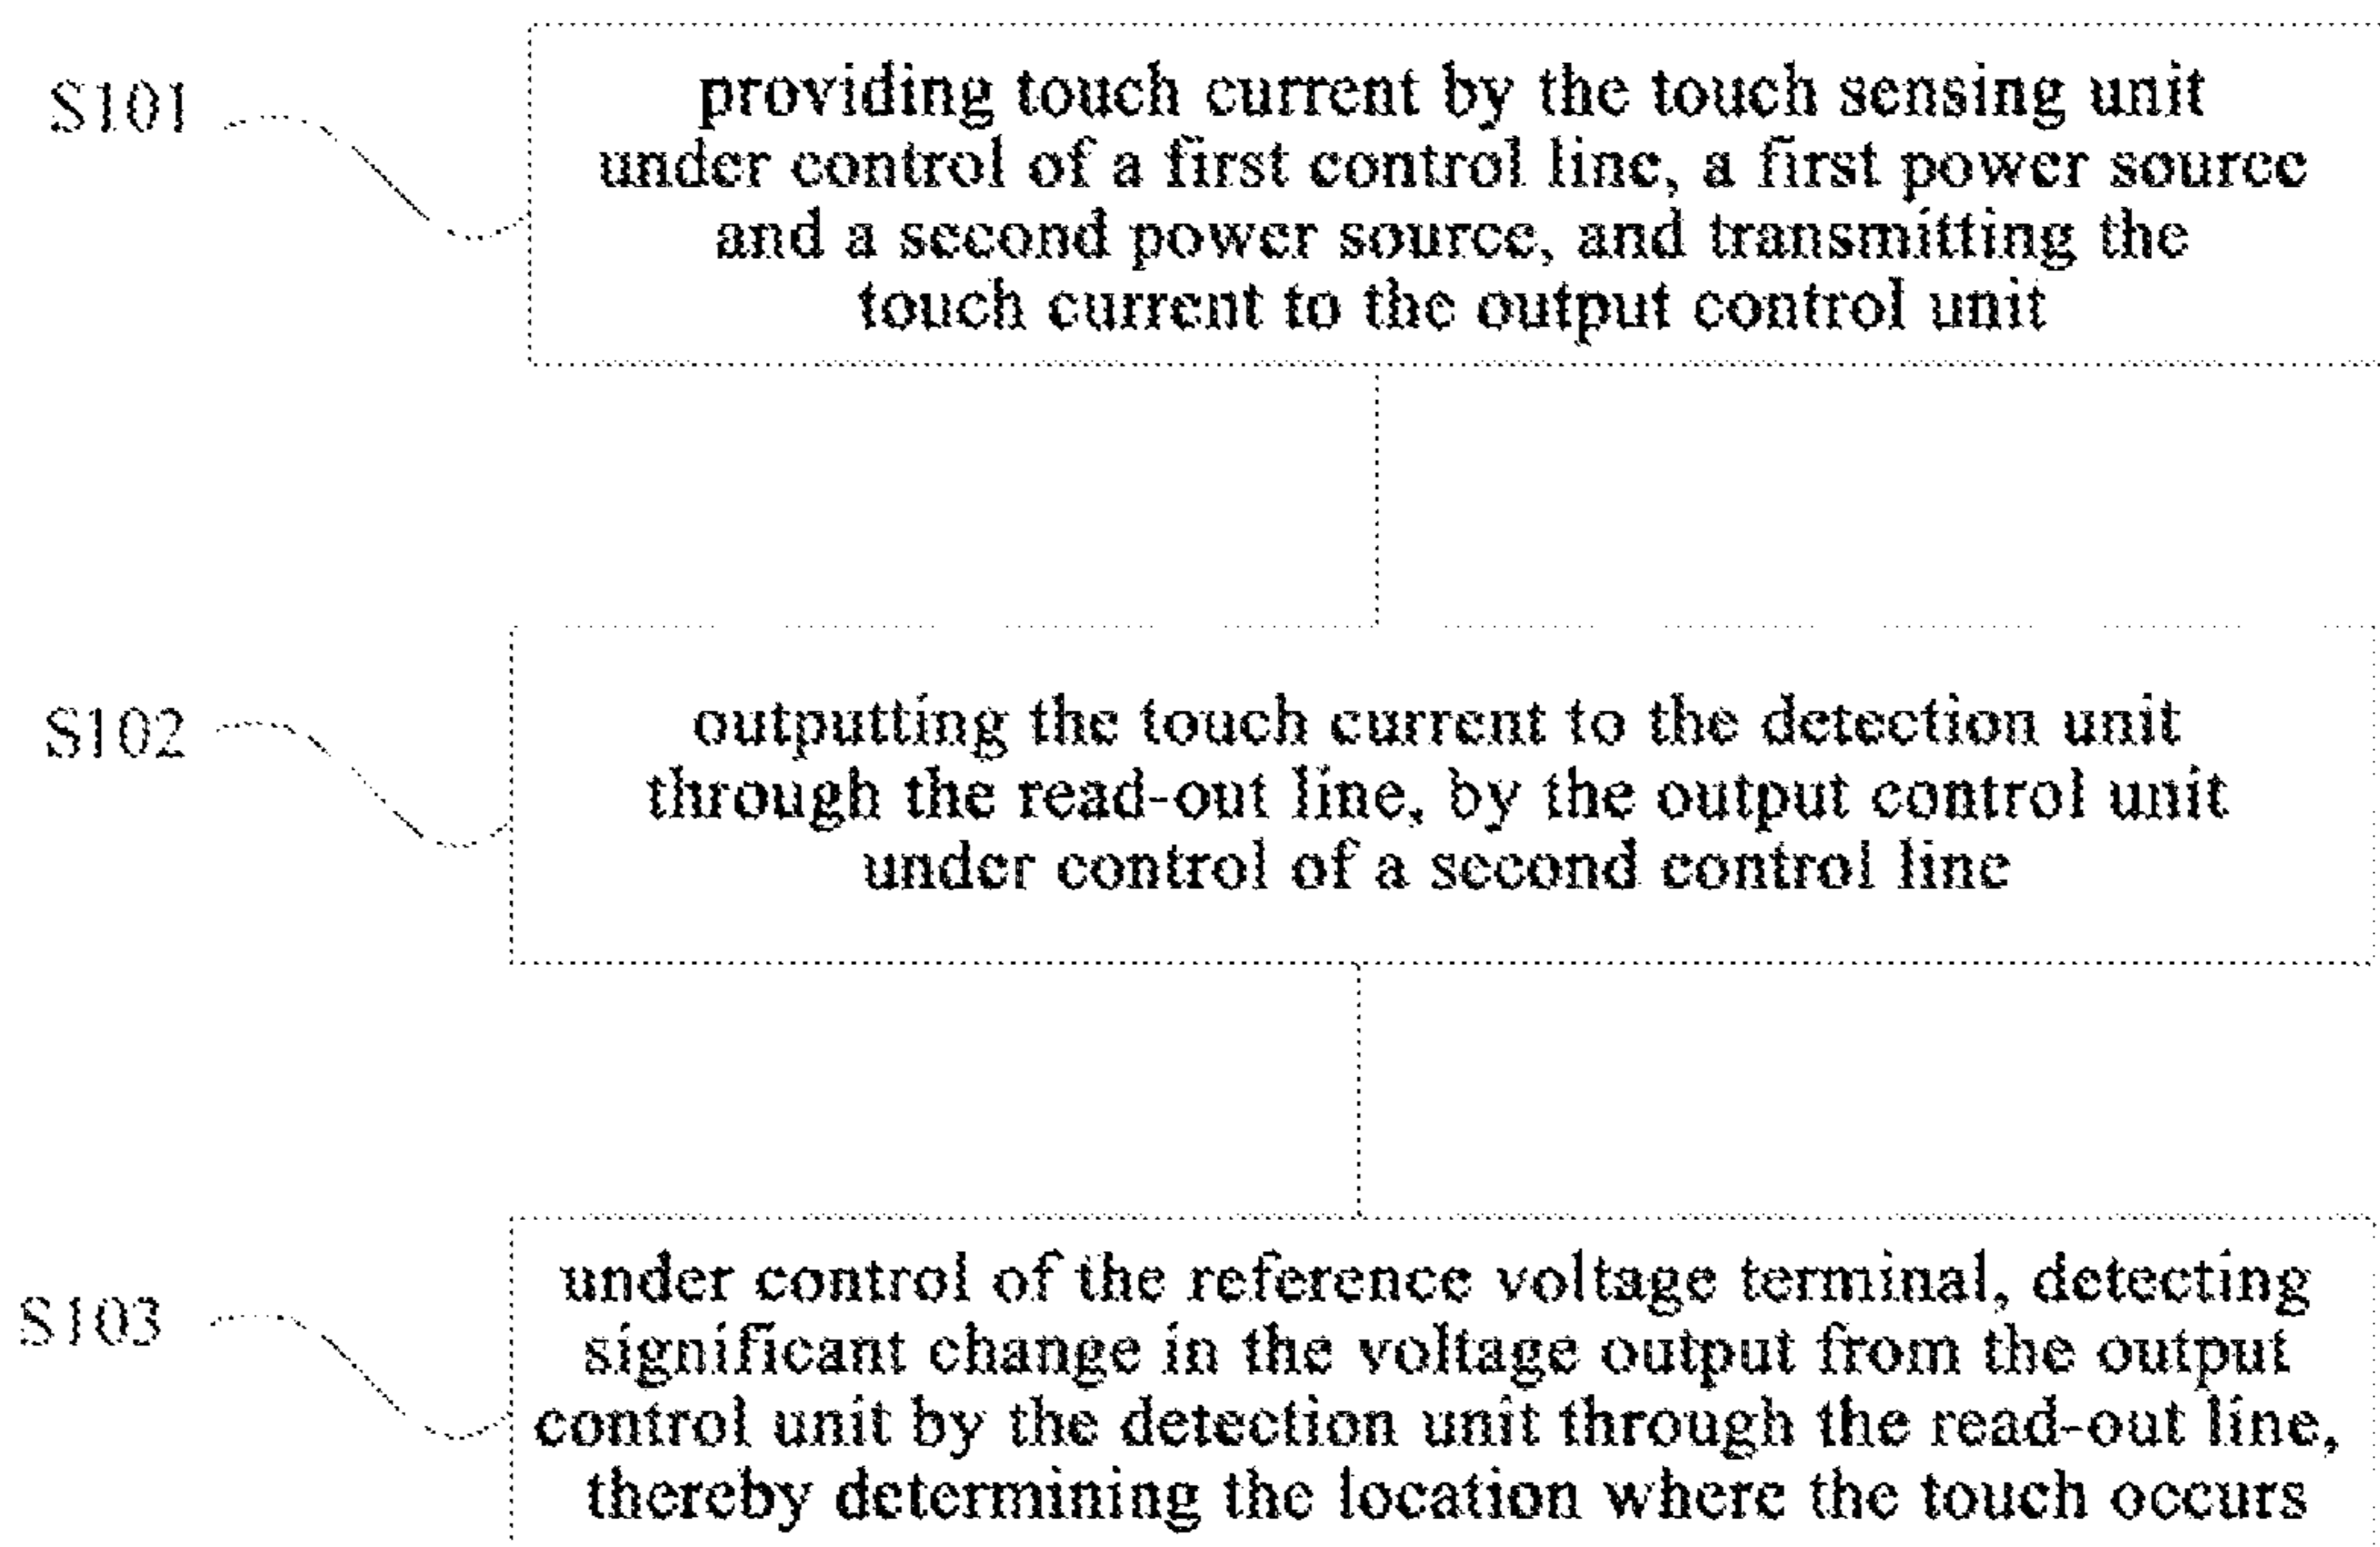 S101
providing touch current by the touch sensing unit
under control of a first control line, a first power source
and a second power source, and transmitting the
touch current to the output control unit
S102
outputting the touch current to the detection unit
through the read-out line, by the output control unit
under control of a second control line
S103
under control of the reference voltage terminal, detecting
significant change in the voltage output from the output
control unit by the detection unit through the read-out line,
thereby determining the location where the touch occurs